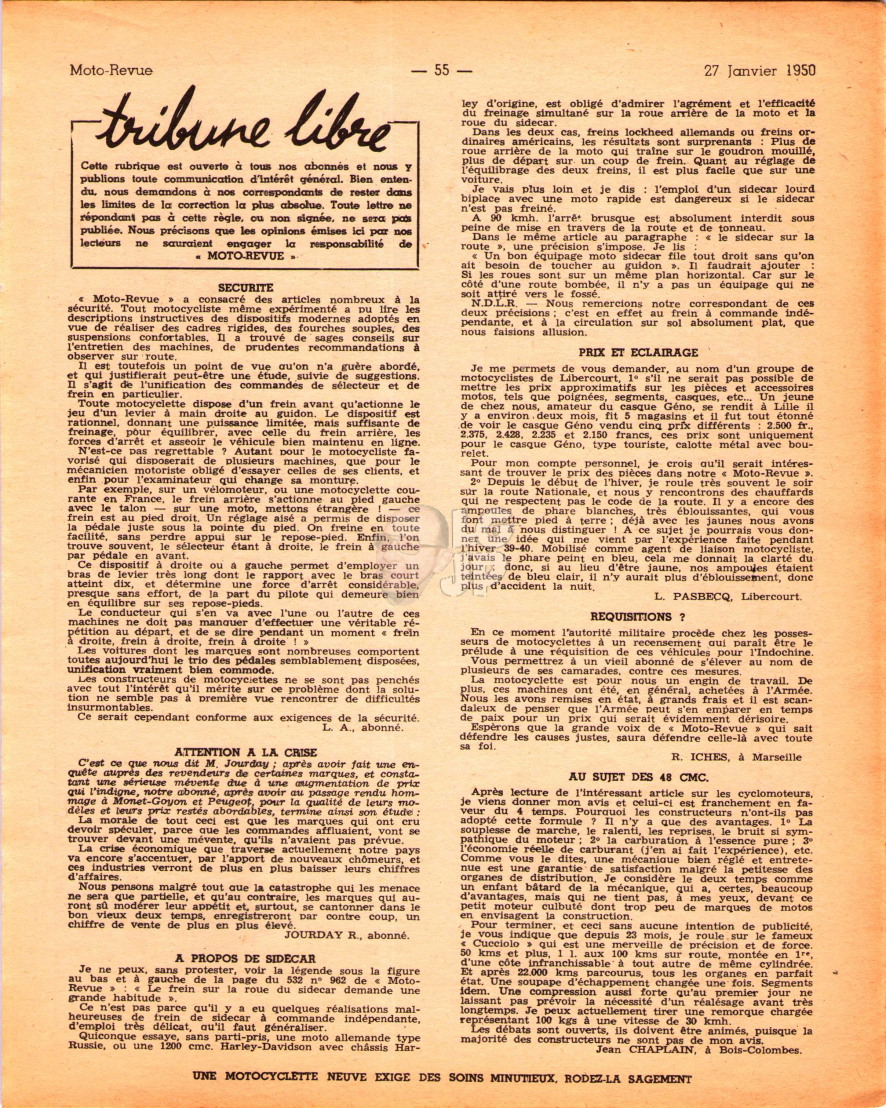 Moto-Revue
— 55 —
27 Janvier 1950
tribune libre
Cette rubrique est ouverte à tous nos abonnés et nous y
publions toute communication d'intérêt général. Bien enten-
du, nous demandons à nos correspondants de rester dans
les limites de la correction la plus absolue. Toute lettre ne
répondant pas à cette règle, ou non signée, ne sera pas
publiée. Nous précisons que les opinions émises ici par nos
lecteurs ne sauraient engager la responsabilité de
« MOTO-REVUE »
SECURITE
« Moto-Revue » a consacré des articles nombreux à la
sécurité. Tout motocycliste même expérimenté a pu lire les
descriptions instructives des dispositifs modernes adoptés en
vue de réaliser des cadres rigides, des fourches souples, des
suspensions confortables. Il a trouvé de sages conseils sur
l'entretien des machines, de prudentes recommandations à
observer sur route.
Il est toutefois un point de vue qu'on n'a guère abordé,
et qui justifierait peut-être une étude, suivie de suggestions.
Il s'agit de l'unification des commandes de sélecteur et de
frein en particulier.
Toute motocyclette dispose d'un frein avant qu'actionne le
jeu d'un levier à main droite au guidon. Le dispositif est
rationnel, donnant une puissance limitée, mais suffisante de
freinage, pour équilibrer, avec celle du frein arrière, les
forces d'arrêt et asseoir le véhicule bien maintenu en ligne.
N'est-ce pas regrettable ? Autant pour le motocycliste fa-
vorisé qui disposerait de plusieurs machines, que pour le
mécanicien motoriste obligé d'essayer celles de ses clients, et
enfin pour l'examinateur qui change sa monture.
Par exemple, sur un vélomoteur, ou une motocyclette cou-
rante en France, le frein arrière s'actionne au pied gauche
avec le talon — sur une moto, mettons étrangère ! — ce
frein est au pied droit. Un réglage aisé a permis de disposer
la pédale juste sous la pointe du pied. On freine en toute
facilité, sans perdre appui sur le repose-pied. Enfin, l'on
trouve souvent, le sélecteur étant à droite, le frein à gauche
par pédale en avant.
Ce dispositif à droite ou à gauche permet d'employer un
bras de levier très long dont le rapport avec le bras court
atteint dix, et détermine une force d'arrêt considérable,
presque sans effort, de la part du pilote qui demeure bien
en équilibre sur ses repose-pieds.
Le conducteur qui s'en va avec l'une ou l'autre de ces
machines ne doit pas manquer d'effectuer une véritable ré-
pétition au départ, et de se dire pendant un moment « frein
à droite, frein à droite, frein à droite ! »
Les voitures dont les marques sont nombreuses comportent
toutes aujourd'hui le trio des pédales semblablement disposées,
unification vraiment bien commode.
Les constructeurs de motocyclettes ne se sont pas penchés
avec tout l'intérêt qu'il mérite sur ce problème dont la solu-
tion ne semble pas à première vue rencontrer de difficultés
insurmontables.
Ce serait cependant conforme aux exigences de la sécurité.
L. A., abonné.
ATTENTION A LA CRISE
C'est ce que nous dit M. Jourday ; après avoir fait une en-
quête auprès des revendeurs de certaines marques, et consta-
tant une sérieuse mévente due à une augmentation de prix
qui l'indigne, notre abonné, après avoir au passage rendu hom-
mage à Monet-Goyon et Peugeot, pour la qualité de leurs mo-
dèles et leurs prix restés abordables, termine ainsi son étude :
La morale de tout ceci est que les marques qui ont cru
devoir spéculer, parce que les commandes affluaient, vont se
trouver devant une mévente, qu'ils n'avaient pas prévue.
La crise économique que traverse actuellement notre pays
va encore s'accentuer, par l'apport de nouveaux chômeurs, et
ces industries verront de plus en plus baisser leurs chiffres
d'affaires.
Nous pensons malgré tout que la catastrophe qui les menace
ne sera que partielle, et qu'au contraire, les marques qui au-
ront sû modérer leur appétit et, surtout, se cantonner dans le
bon vieux deux temps, enregistreront par contre coup, un
chiffre de vente de plus en plus élevé.
JOURDAY R., abonné.
A PROPOS DE SIDECAR
Je ne peux, sans protester, voir la légende sous la figure
au bas et à gauche de la page du 532 n° 962 de « Moto-
Revue » : « Le frein sur la roue du sidecar demande une
grande habitude ».
Ce n'est pas parce qu'il y a eu quelques réalisations mal-
heureuses de frein de sidecar à commande indépendante,
d'emploi très délicat, qu'il faut généraliser.
Quiconque essaye, sans parti-pris, une moto allemande type
Russie, ou une 1200 cmc. Harley-Davidson avec châssis Har-
ley d'origine, est obligé d'admirer l'agrément et l'efficacité
du freinage simultané sur la roue arrière de la moto et la
roue du sidecar.
Dans les deux cas, freins lockheed allemands ou freins or-
dinaires américains, les résultats sont surprenants : Plus de
roue arrière de la moto qui traîne sur le goudron mouillé,
plus de départ sur un coup de frein. Quant au réglage de
l'équilibrage des deux freins, il est plus facile que sur une
voiture.
Je vais plus loin et je dis : l'emploi d'un sidecar lourd
biplace avec une moto rapide est dangereux si le sidecar
n'est pas freiné.
A 90 kmh. l'arrêt brusque est absolument interdit sous
peine de mise en travers de la route et de tonneau.
Dans le même article au paragraphe : « le sidecar sur la
route », une précision s'impose. Je lis :
« Un bon équipage moto sidecar file tout droit sans qu'on
ait besoin de toucher au guidon ». Il faudrait ajouter :
Si les roues sont sur un même plan horizontal. Car sur le
côté d'une route bombée, il n'y a pas un équipage qui ne
soit attiré vers le fossé.
N.D.L.R. — Nous remercions notre correspondant de ces
deux précisions ; c'est en effet au frein à commande indé-
pendante, et à la circulation sur sol absolument plat, que
nous faisions allusion.
PRIX ET ECLAIRAGE
Je me permets de vous demander, au nom d'un groupe de
motocyclistes de Libercourt, 1° s'il ne serait pas possible de
mettre les prix approximatifs sur les pièces et accessoires
motos, tels que poignées, segments, casques, etc... Un jeune
de chez nous, amateur du casque Géno, se rendit à Lille il
y a environ deux mois, fit 5 magasins et il fut tout étonné
de voir le casque Géno vendu cinq prix différents : 2.500 fr.,
2.375, 2.428, 2.235 et 2.150 francs, ces prix sont uniquement
pour le casque Géno, type touriste, calotte métal avec bou-
relet.
Pour mon compte personnel, je crois qu'il serait intéres-
sant de trouver le prix des pièces dans notre « Moto-Revue ».
2° Depuis le début de l'hiver, je roule très souvent le soir
sur la route Nationale, et nous y rencontrons des chauffards
qui ne respectent pas le code de la route. Il y a encore des
ampoules de phare blanches, très éblouissantes, qui vous
font mettre pied à terre ; déjà avec les jaunes nous avons
du mal à nous distinguer ! A ce sujet je pourrais vous don-
ner une idée qui me vient par l'expérience faite pendant
l'hiver 39-40. Mobilisé comme agent de liaison motocycliste,
j'avais le phare peint en bleu, cela me donnait la clarté du
jour ; donc, si au lieu d'être jaune, nos ampoules étaient
teintées de bleu clair, il n'y aurait plus d'éblouissement, donc
plus d'accident la nuit.
L. PASBECQ, Libercourt.
REQUISITIONS ?
En ce moment l'autorité militaire procède chez les posses-
seurs de motocyclettes à un recensement qui paraît être le
prélude à une réquisition de ces véhicules pour l'Indochine.
Vous permettrez à un vieil abonné de s'élever au nom de
plusieurs de ses camarades, contre ces mesures.
La motocyclette est pour nous un engin de travail. De
plus, ces machines ont été, en général, achetées à l'Armée.
Nous les avons remises en état, à grands frais et il est scan-
daleux de penser que l'Armée peut s'en emparer en temps
de paix pour un prix qui serait évidemment dérisoire.
Espérons que la grande voix de « Moto-Revue » qui sait
défendre les causes justes, saura défendre celle-là avec toute
sa foi.
R. ICHES, à Marseille
AU SUJET DES 48 CMC.
Après lecture de l'intéressant article sur les cyclomoteurs,
je viens donner mon avis et celui-ci est franchement en fa-
veur du 4 temps. Pourquoi les constructeurs n'ont-ils pas
adopté cette formule ? Il n'y a que des avantages. 1° La
souplesse de marche, le ralenti, les reprises, le bruit si sym-
pathique du moteur ; 2° la carburation à l'essence pure ; 3°
l'économie réelle de carburant (j'en ai fait l'expérience), etc.
Comme vous le dites, une mécanique bien réglé et entrete-
nue est une garantie de satisfaction malgré la petitesse des
organes de distribution. Je considère le deux temps comme
un enfant bâtard de la mécanique, qui a, certes, beaucoup
d'avantages, mais qui ne tient pas, à mes yeux, devant ce
petit moteur culbuté dont trop peu de marques de motos
en envisagent la construction.
Pour terminer, et ceci sans aucune intention de publicité,
je vous indique que depuis 23 mois, je roule sur le fameux
« Cucciolo » qui est une merveille de précision et de force.
50 kms et plus, 1 l. aux 100 kms sur route, montée en 1re,
d'une côte infranchissable à tout autre de même cylindrée.
Et après 22.000 kms parcourus, tous les organes en parfait
état. Une soupape d'échappement changée une fois. Segments
idem. Une compression aussi forte qu'au premier jour ne
laissant pas prévoir la nécessité d'un réalésage avant très
longtemps. Je peux actuellement tirer une remorque chargée
représentant 100 kgs à une vitesse de 30 kmh.
Les débats sont ouverts, ils doivent être animés, puisque la
majorité des constructeurs ne sont pas de mon avis.
Jean CHAPLAIN, à Bois-Colombes.
UNE MOTOCYCLETTE NEUVE EXIGE DES SOINS MINUTIEUX, RODEZ-LA SAGEMENT